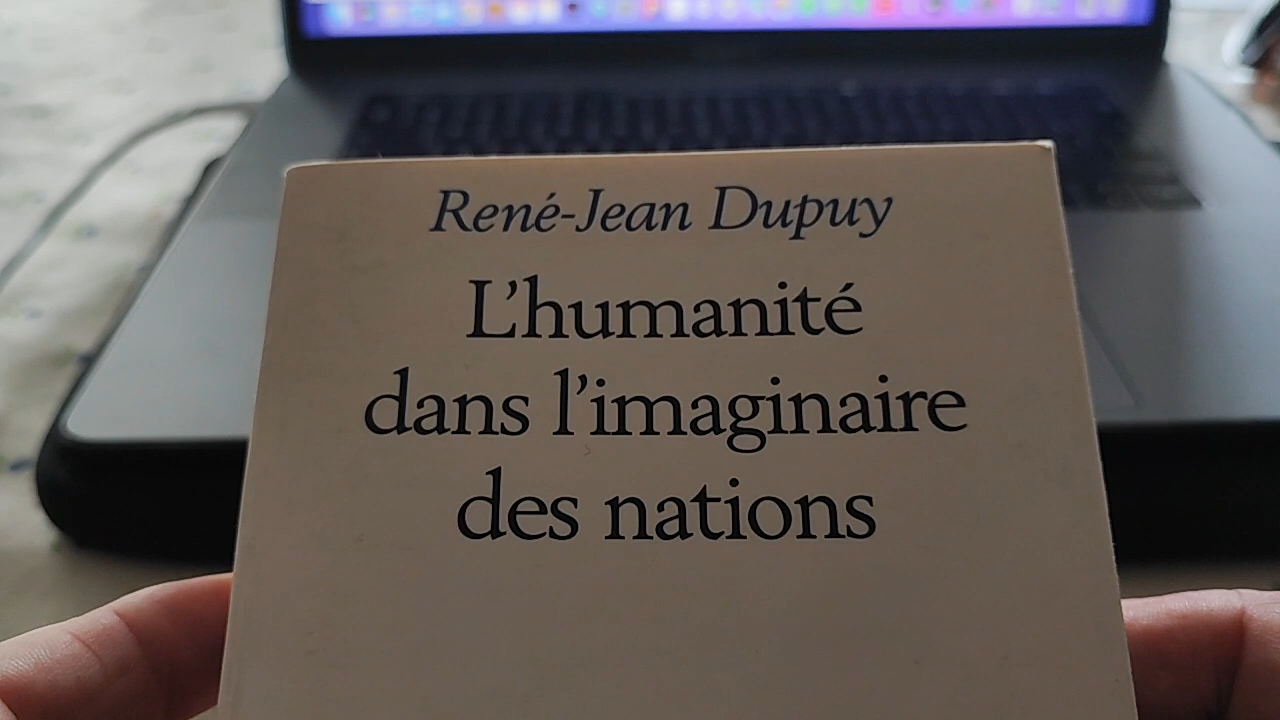 René-Jean Dupuy
L’humanité
dans l’imaginaire
des nations